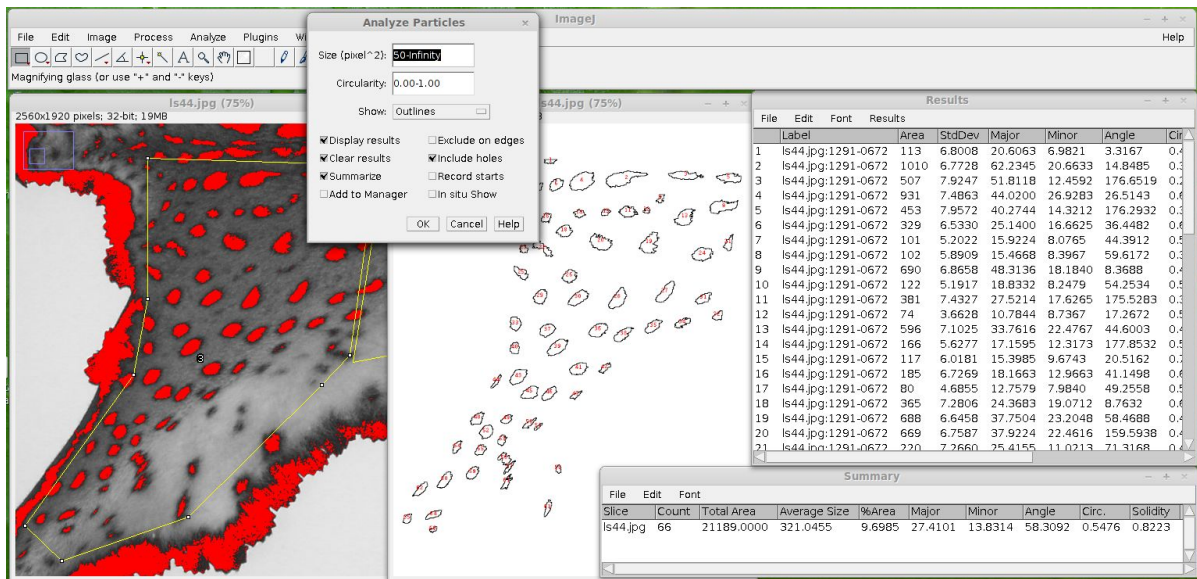 ImageJ
File Edit Image Process Analyze Plugins Help
Magnifying glass (or use "+" and "-" keys)
Analyze Particles
Size (pixel^2): 50-Infinity
Circularity: 0.00-1.00
Show: Outlines
Display results Exclude on edges
Clear results Include holes
Summarize Record starts
Add to Manager In situ Show
OK Cancel Help
ls44.jpg (75%)
2560x1920 pixels; 32-bit; 19MB
3
s44.jpg (75%)
Results
File Edit Font Results
Label Area StdDev Major Minor Angle
1 ls44.jpg:1291-0672 113 6.8008 20.6063 6.9821 3.3167
2 ls44.jpg:1291-0672 1010 6.7728 62.2345 20.6633 14.8485
3 ls44.jpg:1291-0672 507 7.9247 51.8118 12.4592 176.6519
4 ls44.jpg:1291-0672 931 7.4863 44.0200 26.9283 26.5143
5 ls44.jpg:1291-0672 453 7.9572 40.2744 14.3212 176.2932
6 ls44.jpg:1291-0672 329 6.5330 25.1400 16.6625 36.4482
7 ls44.jpg:1291-0672 101 5.2022 15.9224 8.0765 44.3912
8 ls44.jpg:1291-0672 102 5.8909 15.4668 8.3967 59.6172
9 ls44.jpg:1291-0672 690 6.8658 48.3136 18.1840 8.3688
10 ls44.jpg:1291-0672 122 5.1917 18.8332 8.2479 54.2534
11 ls44.jpg:1291-0672 381 7.4327 27.5214 17.6265 175.5283
12 ls44.jpg:1291-0672 74 3.6628 10.7844 8.7367 17.2672
13 ls44.jpg:1291-0672 596 7.1025 33.7616 22.4767 44.6003
14 ls44.jpg:1291-0672 166 5.6277 17.1595 12.3173 177.8532
15 ls44.jpg:1291-0672 117 6.0181 15.3985 9.6743 20.5162
16 ls44.jpg:1291-0672 185 6.7269 18.1663 12.9663 41.1498
17 ls44.jpg:1291-0672 80 4.6855 12.7579 7.9840 49.2558
18 ls44.jpg:1291-0672 365 7.2806 24.3683 19.0712 8.7632
19 ls44.jpg:1291-0672 688 6.6458 37.7504 23.2048 58.4688
20 ls44.jpg:1291-0672 669 6.7587 37.9224 22.4616 159.5938
21 ls44.jpg:1291-0672 220 7.2660 25.4155 11.0213 71.3168
Summary
File Edit Font
Slice Count Total Area Average Size %Area Major Minor Angle Circ. Solidity
ls44.jpg 66 21189.0000 321.0455 9.6985 27.4101 13.8314 58.3092 0.5476 0.8223